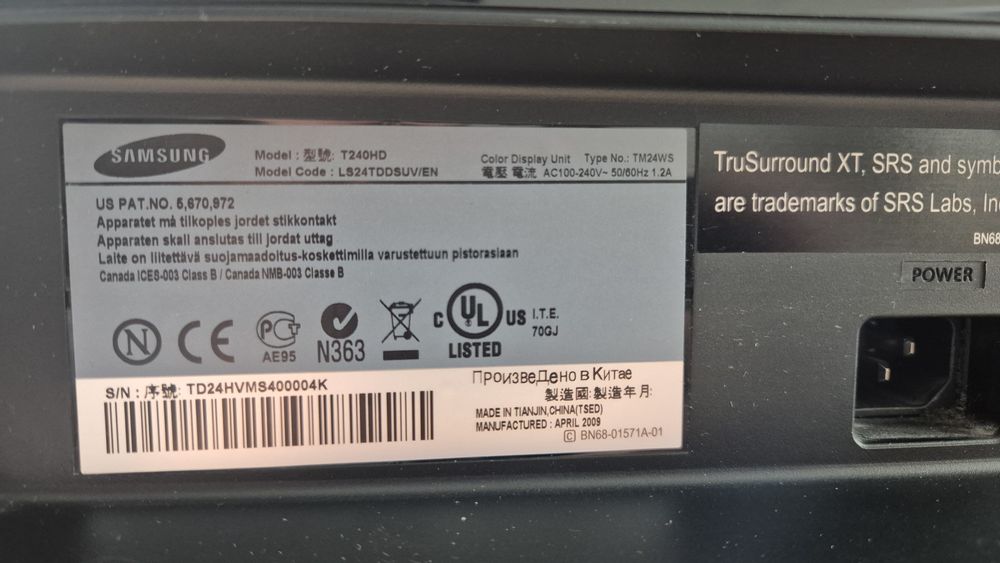 SAMSUNG
Model : 型號: T240HD
Model Code : LS24TDDSUV/EN
Color Display Unit Type No.: TM24WS
電壓 電流 AC100-240V~ 50/60Hz 1.2A
US PAT.NO. 5,670,972
Apparatet må tilkoples jordet stikkontakt
Apparaten skall anslutas till jordat uttag
Laite on liitettävä suojamaadoitus-koskettimilla varustettuun pistorasiaan
Canada ICES-003 Class B / Canada NMB-003 Classe B
N CE PCT AE95 N363 C UL US LISTED I.T.E. 70GJ
S/N : 序號: TD24HVMS400004K
ПроизвеДено в Китае
製造國: 製造年月:
MADE IN TIANJIN,CHINA(TSED)
MANUFACTURED : APRIL 2009
C BN68-01571A-01
TruSurround XT, SRS and symb
are trademarks of SRS Labs, Inc
BN68
POWER